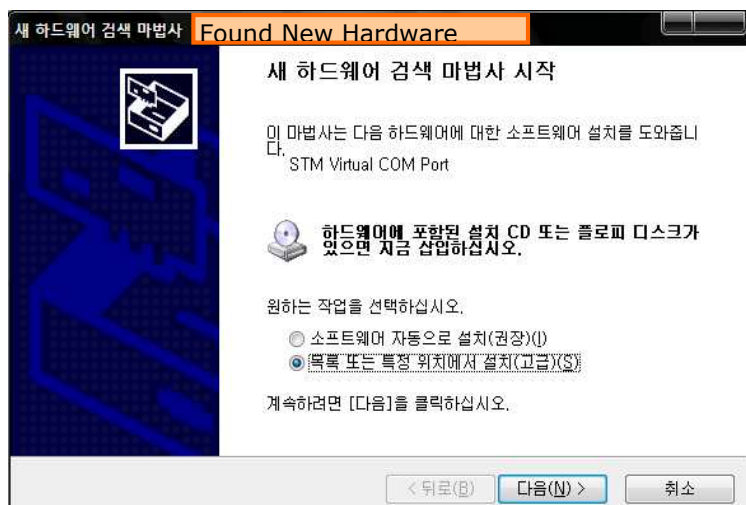 새 하드웨어 검색 마법사 Found New Hardware
새 하드웨어 검색 마법사 시작
이 마법사는 다음 하드웨어에 대한 소프트웨어 설치를 도와줍니
다.
STM Virtual COM Port
하드웨어에 포함된 설치 CD 또는 플로피 디스크가
있으면 지금 삽입하십시오.
원하는 작업을 선택하십시오.
소프트웨어 자동으로 설치(권장)(I)
목록 또는 특정 위치에서 설치(고급)(S)
계속하려면 [다음]을 클릭하십시오.
< 뒤로(B) 다음(N) > 취소